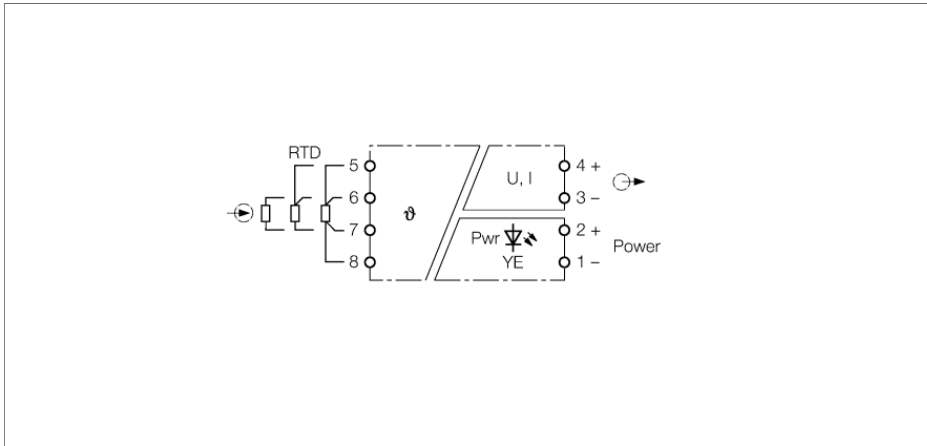 RTD
5
6
7
8
ϑ
U, I
4 +
3 –
Pwr
YE
2 +
1 –
Power